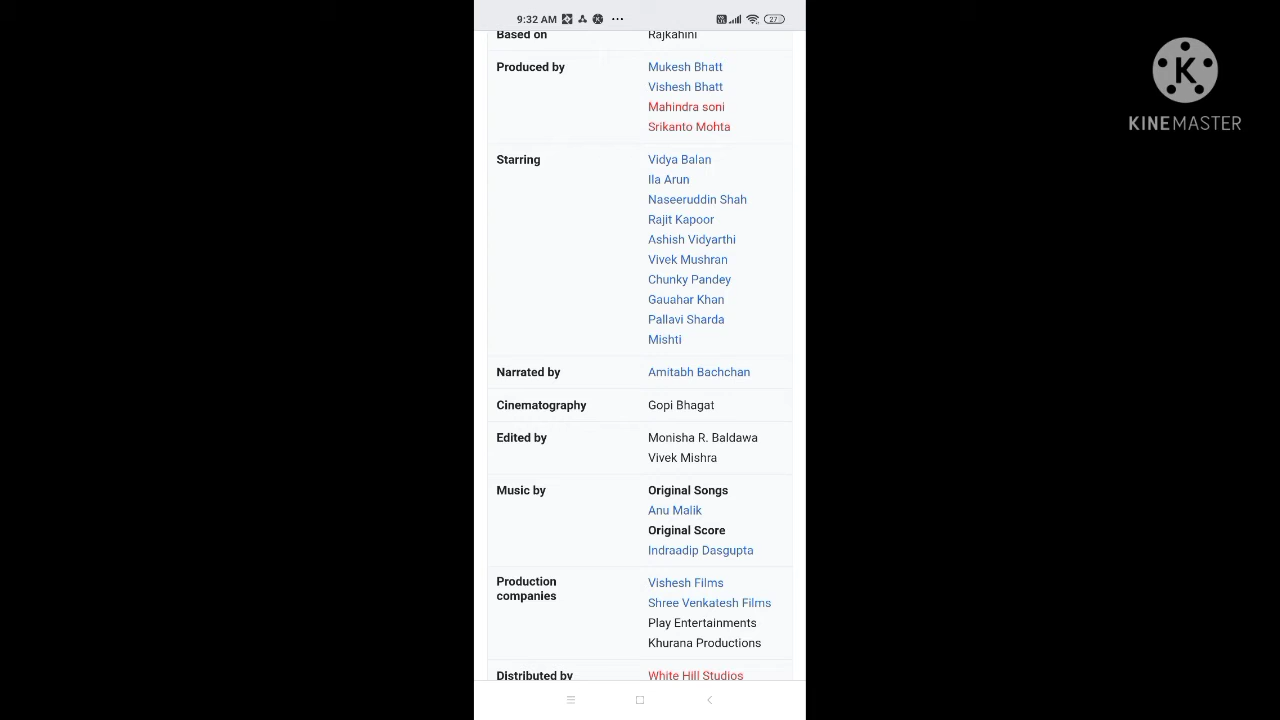 9:32 AM
27
Based on Rajkahini
Produced by Mukesh Bhatt
Vishesh Bhatt
Mahindra soni
Srikanto Mohta
Starring Vidya Balan
Ila Arun
Naseeruddin Shah
Rajit Kapoor
Ashish Vidyarthi
Vivek Mushran
Chunky Pandey
Gauahar Khan
Pallavi Sharda
Mishti
Narrated by Amitabh Bachchan
Cinematography Gopi Bhagat
Edited by Monisha R. Baldawa
Vivek Mishra
Music by Original Songs
Anu Malik
Original Score
Indraadip Dasgupta
Production companies Vishesh Films
Shree Venkatesh Films
Play Entertainments
Khurana Productions
Distributed by White Hill Studios
K
KINEMASTER